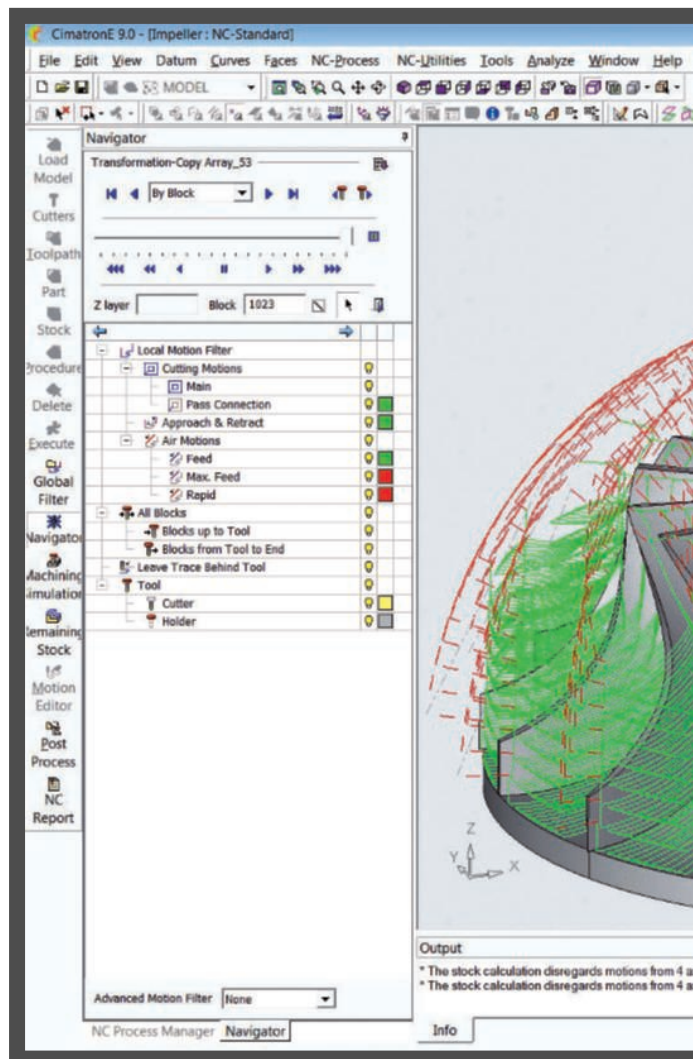 CimatronE 9.0 - [Impeller : NC-Standard]
File Edit View Datum Curves Faces NC-Process NC-Utilities Tools Analyze Window Help
MODEL
Load
Model
Cutters
Toolpath
Part
Stock
Procedure
Delete
Execute
Global
Filter
Navigator
Machining
Simulation
Remaining
Stock
Motion
Editor
Post
Process
NC
Report
Navigator
Transformation-Copy Array_53
By Block
Z layer Block 1023
Local Motion Filter
Cutting Motions
Main
Pass Connection
Approach & Retract
Air Motions
Feed
Max. Feed
Rapid
All Blocks
Blocks up to Tool
Blocks from Tool to End
Leave Trace Behind Tool
Tool
Cutter
Holder
Advanced Motion Filter None
NC Process Manager Navigator
Z
Y X
Output
* The stock calculation disregards motions from 4 a
* The stock calculation disregards motions from 4 a
Info